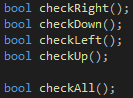 bool checkRight();
bool checkDown();
bool checkLeft();
bool checkUp();
bool checkAll();